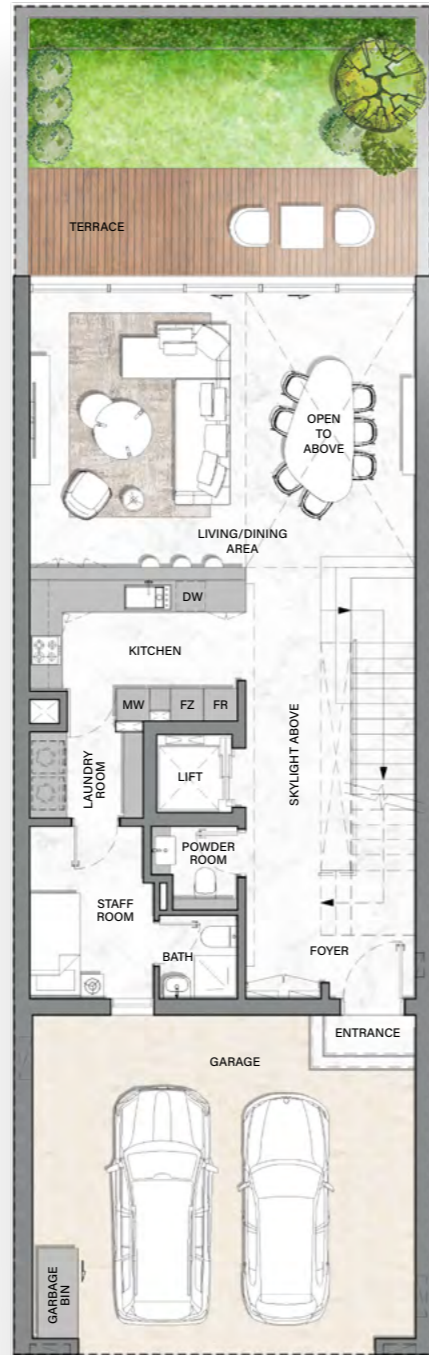 TERRACE
OPEN
TO
ABOVE
LIVING/DINING
AREA
DW
KITCHEN
MW
FZ
FR
LAUNDRY
ROOM
LIFT
SKYLIGHT ABOVE
POWDER
ROOM
STAFF
ROOM
BATH
FOYER
ENTRANCE
GARAGE
GARBAGE
BIN